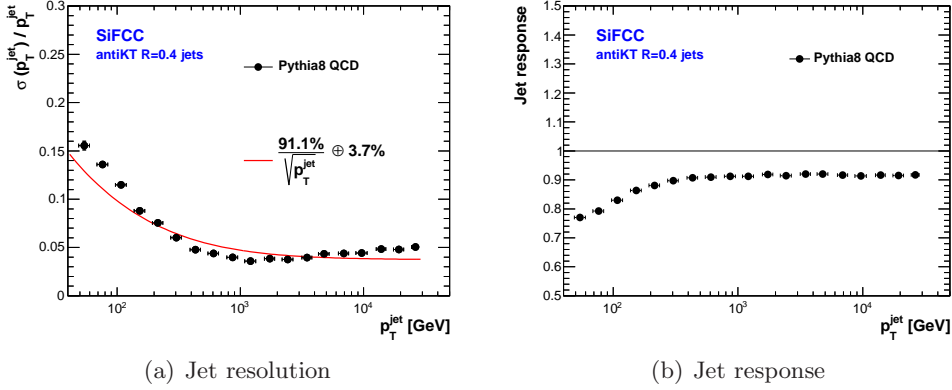 σ (p_T^jet) / p_T^jet
0.3
0.25
0.2
0.15
0.1
0.05
0
SiFCC
antiKT R=0.4 jets
Pythia8 QCD
91.1% / √p_T^jet ⊕ 3.7%
10² 10³ 10⁴
p_T^jet [GeV]
(a) Jet resolution
Jet response
1.5
1.4
1.3
1.2
1.1
1
0.9
0.8
0.7
0.6
0.5
SiFCC
antiKT R=0.4 jets
Pythia8 QCD
10² 10³ 10⁴
p_T^jet [GeV]
(b) Jet response